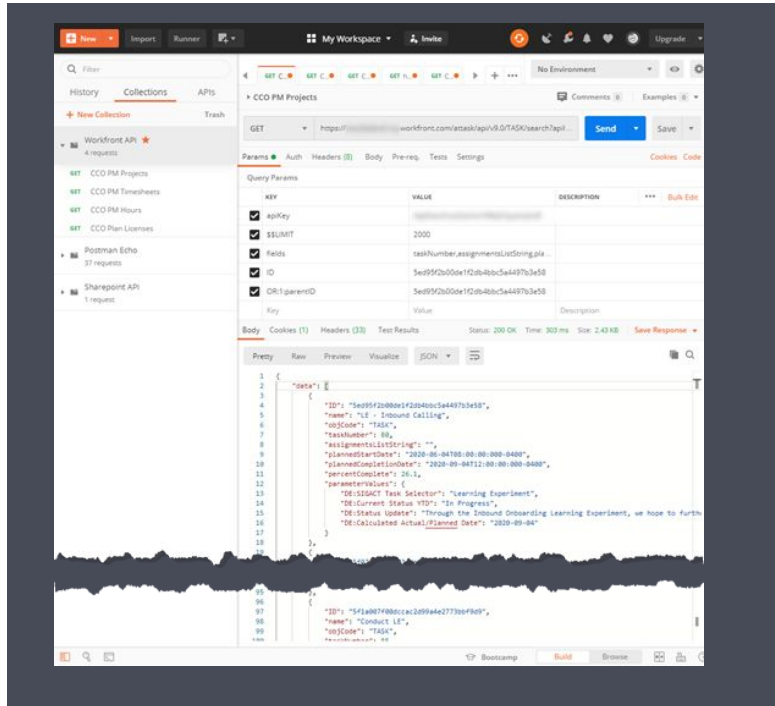 New Import Runner My Workspace Invite Upgrade
Filter
History Collections APIs
+ New Collection Trash
Workfront API
4 requests
GET CCO PM Projects
GET CCO PM Timesheets
GET CCO PM Hours
GET CCO Plan Licenses
Postman Echo
37 requests
Sharepoint API
1 request
GET C... GET C... GET C... GET h... GET C... + ... No Environment
CCO PM Projects Comments 0 Examples 0
GET https:// workfront.com/attask/api/v9.0/TASK/search?apiK... Send Save
Params Auth Headers (8) Body Pre-req. Tests Settings Cookies Code
Query Params
KEY VALUE DESCRIPTION ... Bulk Edit
apiKey
$$LIMIT 2000
fields taskNumber,assignmentsListString,pla...
ID 5ed95f2b00de1f2db4bbc5a4497b3e58
OR:1:parentID 5ed95f2b00de1f2db4bbc5a4497b3e58
Key Value Description
Body Cookies (1) Headers (33) Test Results Status: 200 OK Time: 303 ms Size: 2.43 KB Save Response
Pretty Raw Preview Visualize JSON
1 {
2 "data": [
3 {
4 "ID": "5ed95f2b00de1f2db4bbc5a4497b3e58",
5 "name": "LE - Inbound Calling",
6 "objCode": "TASK",
7 "taskNumber": 80,
8 "assignmentsListString": "",
9 "plannedStartDate": "2020-06-04T08:00:00:000-0400",
10 "plannedCompletionDate": "2020-09-04T12:00:00:000-0400",
11 "percentComplete": 26.1,
12 "parameterValues": {
13 "DE:SIGACT Task Selector": "Learning Experiment",
14 "DE:Current Status YTD": "In Progress",
15 "DE:Status Update": "Through the Inbound Onboarding Learning Experiment, we hope to furth
16 "DE:Calculated Actual/Planned Date": "2020-09-04"
17 }
18 },
19 {
95 },
96 {
97 "ID": "5f1a007f00dccac2d99a4e2773bbf9d9",
98 "name": "Conduct LE",
99 "objCode": "TASK",
Bootcamp Build Browse